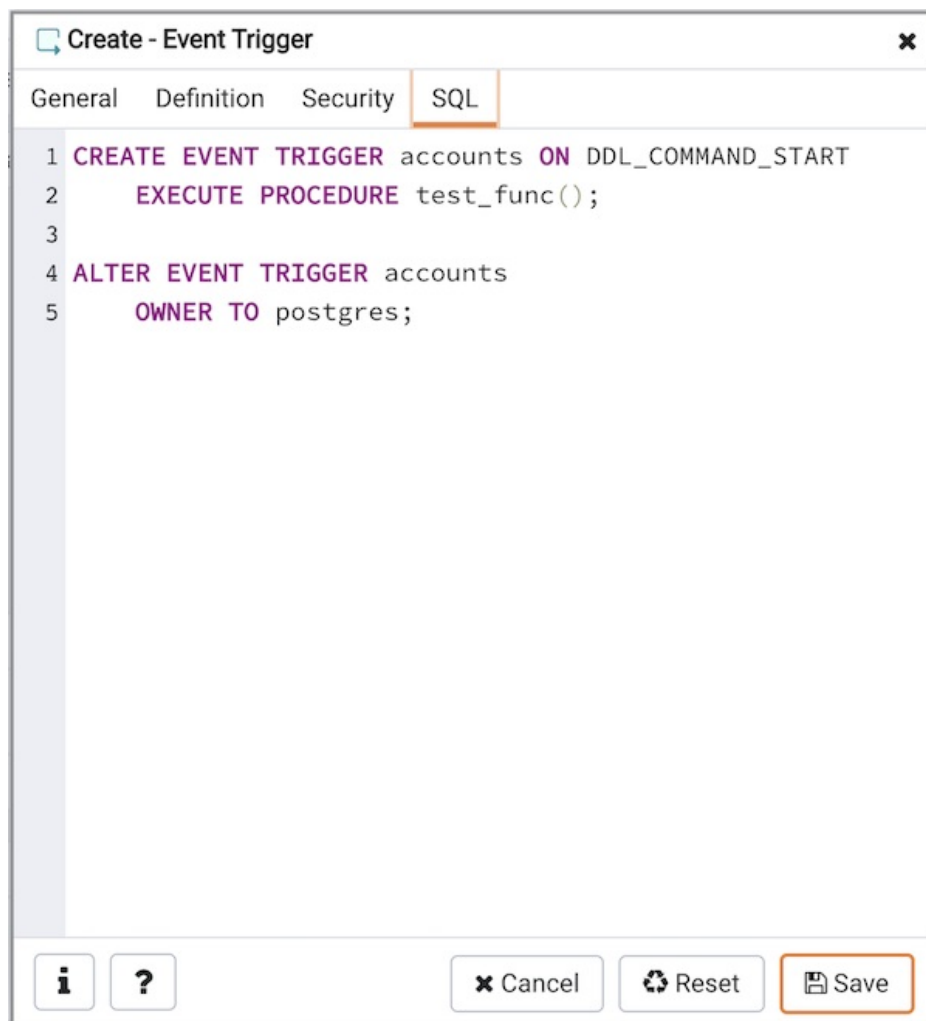 Create - Event Trigger
General Definition Security SQL
1 CREATE EVENT TRIGGER accounts ON DDL_COMMAND_START
2     EXECUTE PROCEDURE test_func();
3
4 ALTER EVENT TRIGGER accounts
5     OWNER TO postgres;
i ? Cancel Reset Save